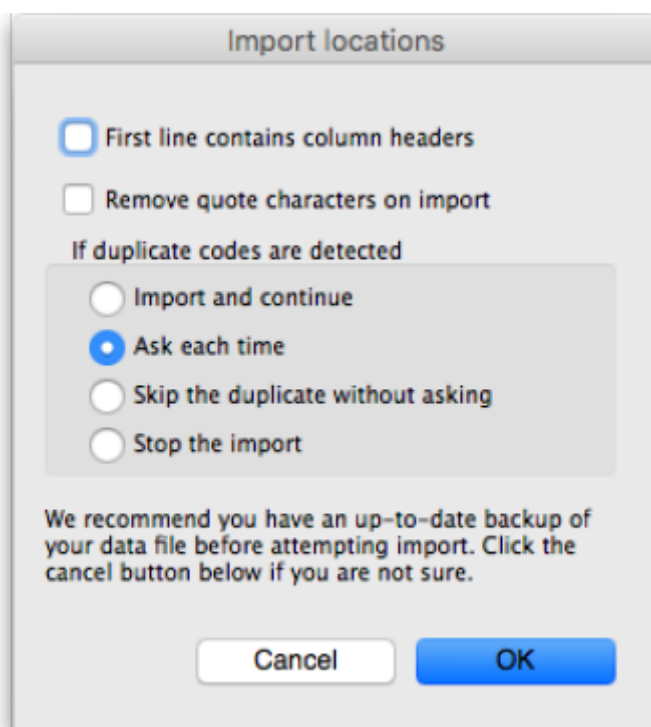 Import locations
First line contains column headers
Remove quote characters on import
If duplicate codes are detected
Import and continue
Ask each time
Skip the duplicate without asking
Stop the import
We recommend you have an up-to-date backup of
your data file before attempting import. Click the
cancel button below if you are not sure.
Cancel
OK